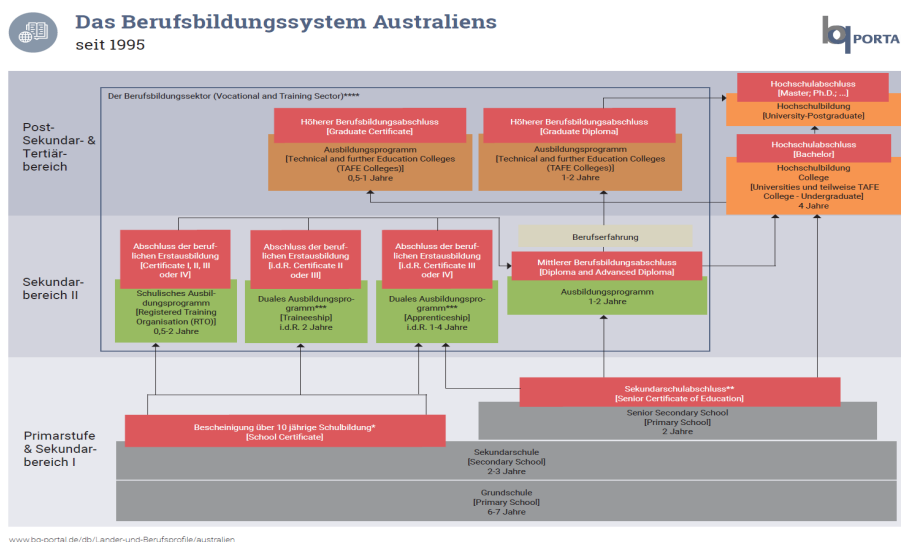 Das Berufsbildungssystem Australiens
seit 1995
bq PORTA
Der Berufsbildungssektor (Vocational and Training Sector)****
Post-
Sekundar- &
Tertiär-
bereich
Höherer Berufsbildungsabschluss
[Graduate Certificate]
Ausbildungsprogramm
[Technical and further Education Colleges
(TAFE Colleges)]
0,5-1 Jahre
Höherer Berufsbildungsabschluss
[Graduate Diploma]
Ausbildungsprogramm
[Technical and further Education Colleges
(TAFE Colleges)]
1-2 Jahre
Hochschulabschluss
[Master; Ph.D.; ...]
Hochschulbildung
[University-Postgraduate]
Hochschulabschluss
[Bachelor]
Hochschulbildung
College
[Universities und teilweise TAFE
College - Undergraduate]
4 Jahre
Sekundar-
bereich II
Abschluss der beruf-
lichen Erstausbildung
[Certificate I, II, III
oder IV]
Schulisches Ausbil-
dungsprogramm
[Registered Training
Organisation (RTO)]
0,5-2 Jahre
Abschluss der beruf-
lichen Erstausbildung
[i.d.R. Certificate II
oder III]
Duales Ausbildungspro-
gramm***
[Traineeship]
i.d.R. 2 Jahre
Abschluss der beruf-
lichen Erstausbildung
[i.d.R. Certificate III
oder IV]
Duales Ausbildungspro-
gramm***
[Apprenticeship]
i.d.R. 1-4 Jahre
Berufserfahrung
Mittlerer Berufsbildungsabschluss
[Diploma and Advanced Diploma]
Ausbildungsprogramm
1-2 Jahre
Primarstufe
& Sekundar-
bereich I
Sekundarschulabschluss**
[Senior Certificate of Education]
Senior Secondary School
[Primary School]
2 Jahre
Bescheinigung über 10 jährige Schulbildung*
[School Certificate]
Sekundarschule
[Secondary School]
2-3 Jahre
Grundschule
[Primary School]
6-7 Jahre
www.bq-portal.de/db/Länder-und-Berufsprofile/australien